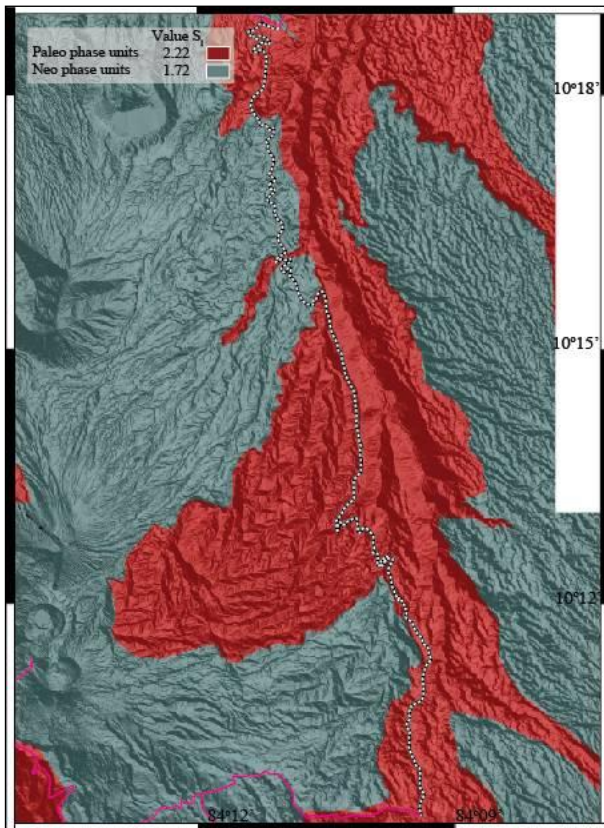 Value S₁
Paleo phase units 2.22
Neo phase units 1.72
10°18'
10°15'
10°12'
84°12'
84°09'